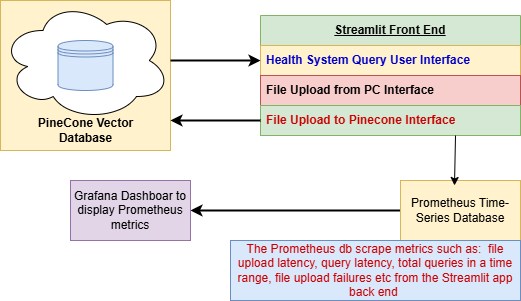 Streamlit Front End
Health System Query User Interface
File Upload from PC Interface
File Upload to Pinecone Interface
PineCone Vector
Database
Grafana Dashboar to
display Prometheus
metrics
Prometheus Time-
Series Database
The Prometheus db scrape metrics such as:  file
upload latency, query latency, total queries in a time
range, file upload failures etc from the Streamlit app
back end